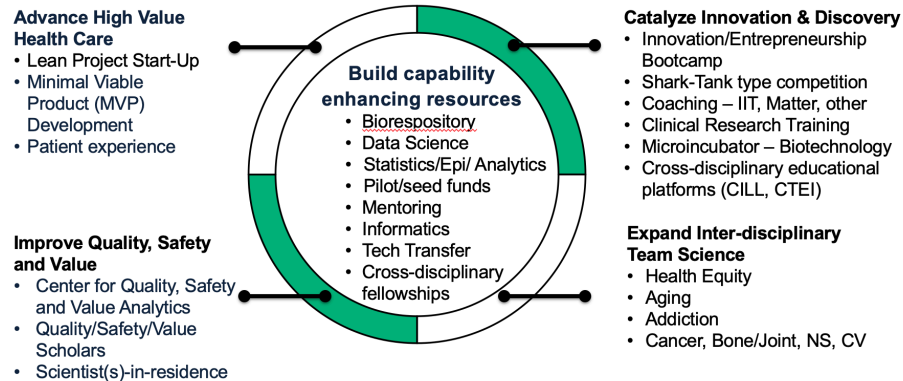 Advance High Value
Health Care
• Lean Project Start-Up
• Minimal Viable
Product (MVP)
Development
• Patient experience
Improve Quality, Safety
and Value
• Center for Quality, Safety
and Value Analytics
• Quality/Safety/Value
Scholars
• Scientist(s)-in-residence
Build capability
enhancing resources
• Biorespository
• Data Science
• Statistics/Epi/ Analytics
• Pilot/seed funds
• Mentoring
• Informatics
• Tech Transfer
• Cross-disciplinary
fellowships
Catalyze Innovation & Discovery
• Innovation/Entrepreneurship
Bootcamp
• Shark-Tank type competition
• Coaching – IIT, Matter, other
• Clinical Research Training
• Microincubator – Biotechnology
• Cross-disciplinary educational
platforms (CILL, CTEI)
Expand Inter-disciplinary
Team Science
• Health Equity
• Aging
• Addiction
• Cancer, Bone/Joint, NS, CV